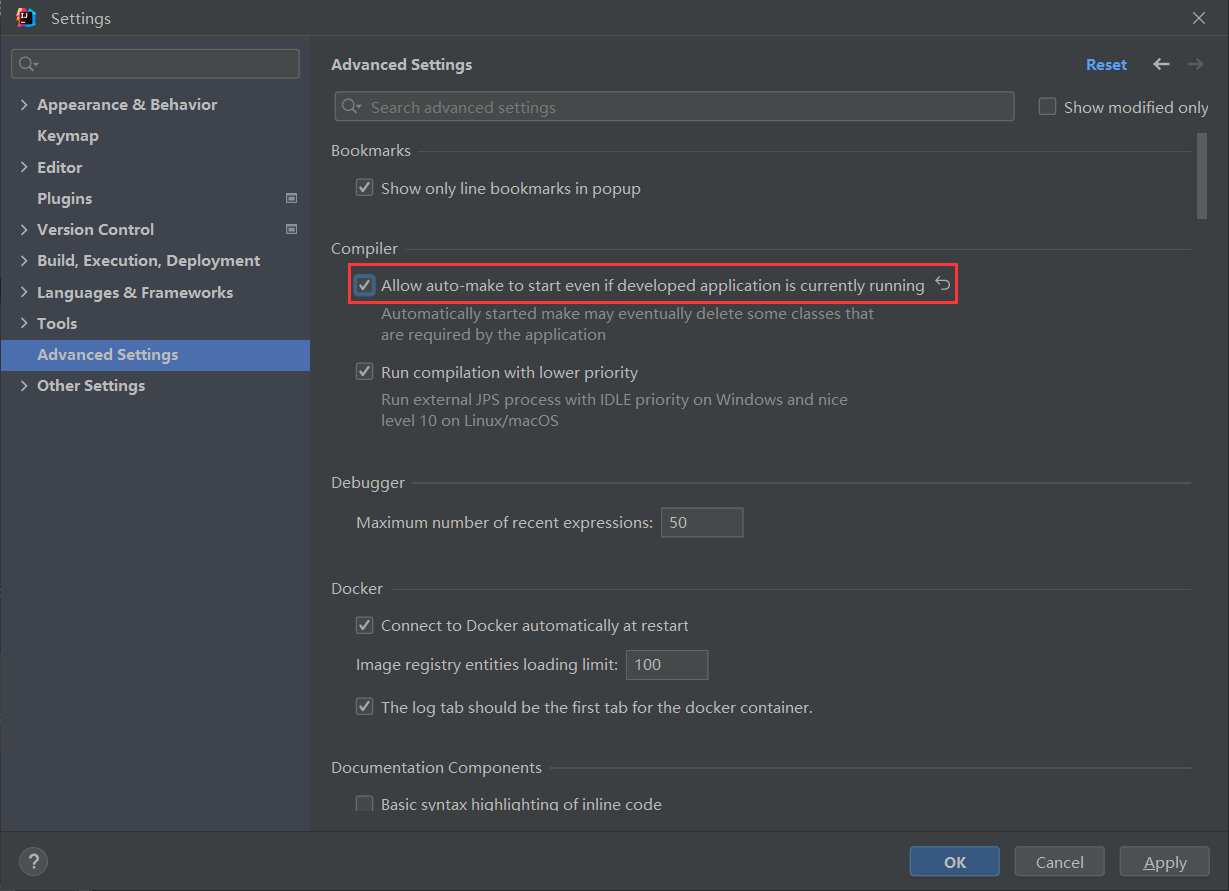 Settings
Advanced Settings
Reset
Search advanced settings
Show modified only
Appearance & Behavior
Keymap
Editor
Plugins
Version Control
Build, Execution, Deployment
Languages & Frameworks
Tools
Advanced Settings
Other Settings
Bookmarks
Show only line bookmarks in popup
Compiler
Allow auto-make to start even if developed application is currently running
Automatically started make may eventually delete some classes that
are required by the application
Run compilation with lower priority
Run external JPS process with IDLE priority on Windows and nice
level 10 on Linux/macOS
Debugger
Maximum number of recent expressions: 50
Docker
Connect to Docker automatically at restart
Image registry entities loading limit: 100
The log tab should be the first tab for the docker container.
Documentation Components
Basic syntax highlighting of inline code
?
OK
Cancel
Apply